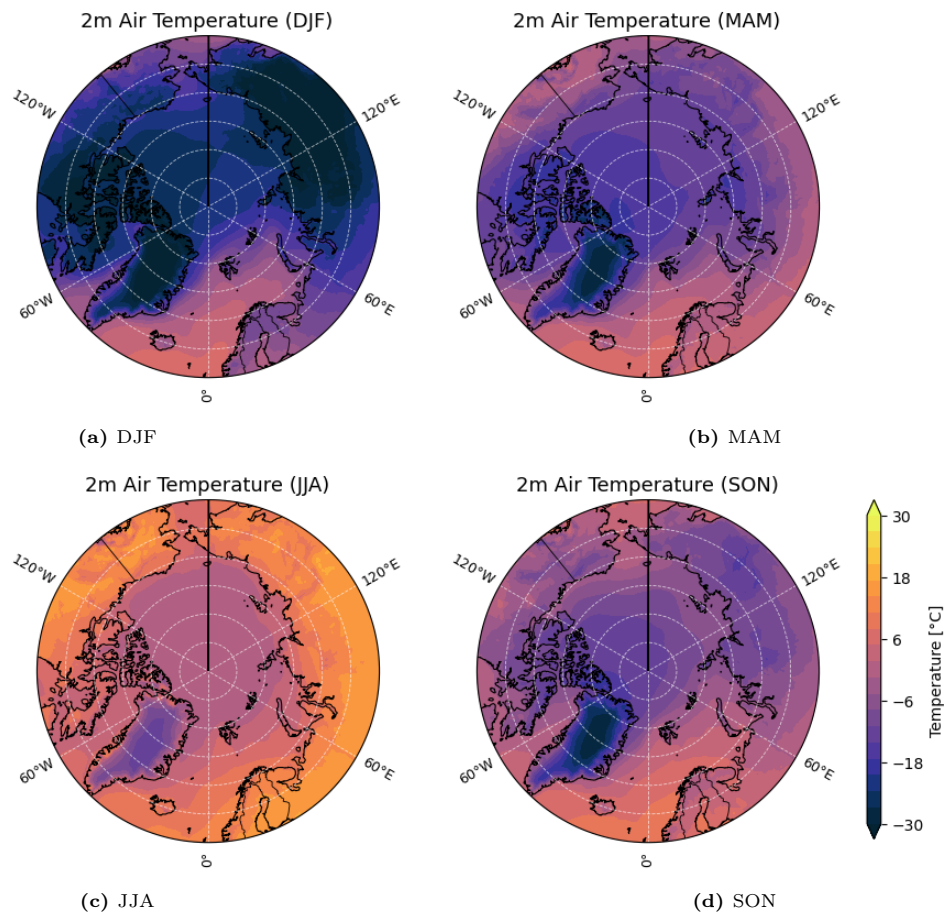 2m Air Temperature (DJF)
2m Air Temperature (MAM)
120°W
120°E
60°W
60°E
0°
120°W
120°E
60°W
60°E
0°
(a) DJF
(b) MAM
2m Air Temperature (JJA)
2m Air Temperature (SON)
120°W
120°E
60°W
60°E
0°
120°W
120°E
60°W
60°E
0°
30
18
6
−6
−18
−30
Temperature [°C]
(c) JJA
(d) SON